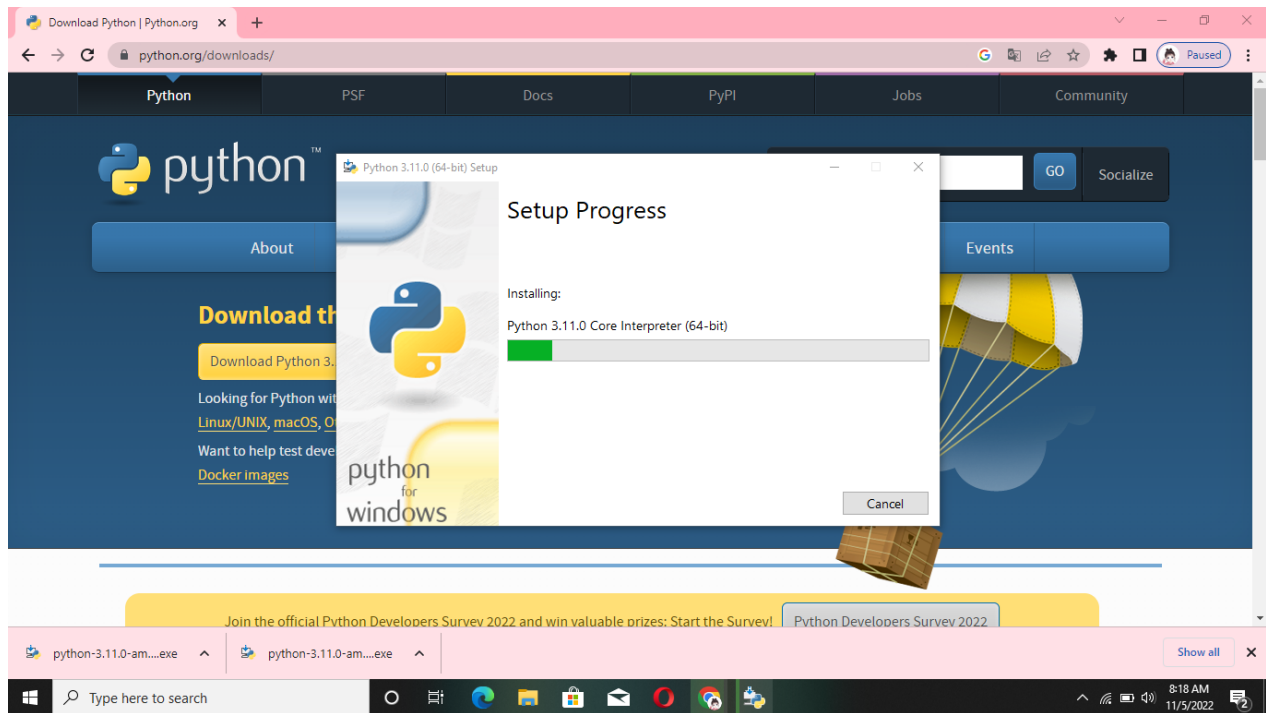 Download Python | Python.org
python.org/downloads/
Paused
Python PSF Docs PyPI Jobs Community
python™
GO Socialize
About Events
Download th
Download Python 3.
Looking for Python wit
Linux/UNIX, macOS, O
Want to help test deve
Docker images
Python 3.11.0 (64-bit) Setup
Setup Progress
Installing:
Python 3.11.0 Core Interpreter (64-bit)
python
for
windows
Cancel
Join the official Python Developers Survey 2022 and win valuable prizes: Start the Survey! Python Developers Survey 2022
python-3.11.0-am....exe python-3.11.0-am....exe Show all
Type here to search
8:18 AM
11/5/2022
2